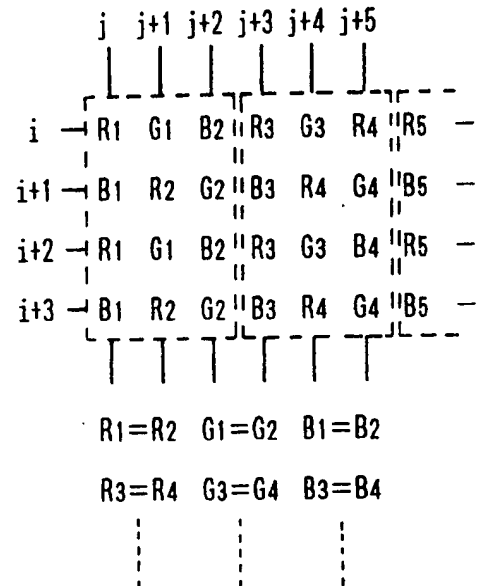 j j+1 j+2 j+3 j+4 j+5
i R1 G1 B2 R3 G3 R4 R5
i+1 B1 R2 G2 B3 R4 G4 B5
i+2 R1 G1 B2 R3 G3 B4 R5
i+3 B1 R2 G2 B3 R4 G4 B5
R1=R2 G1=G2 B1=B2
R3=R4 G3=G4 B3=B4